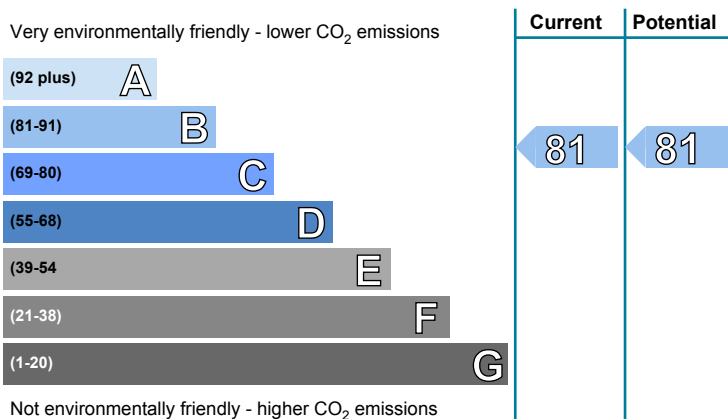 Current Potential
Very environmentally friendly - lower CO2 emissions
(92 plus) A
(81-91) B
81 81
(69-80) C
(55-68) D
(39-54 E
(21-38) F
(1-20) G
Not environmentally friendly - higher CO2 emissions